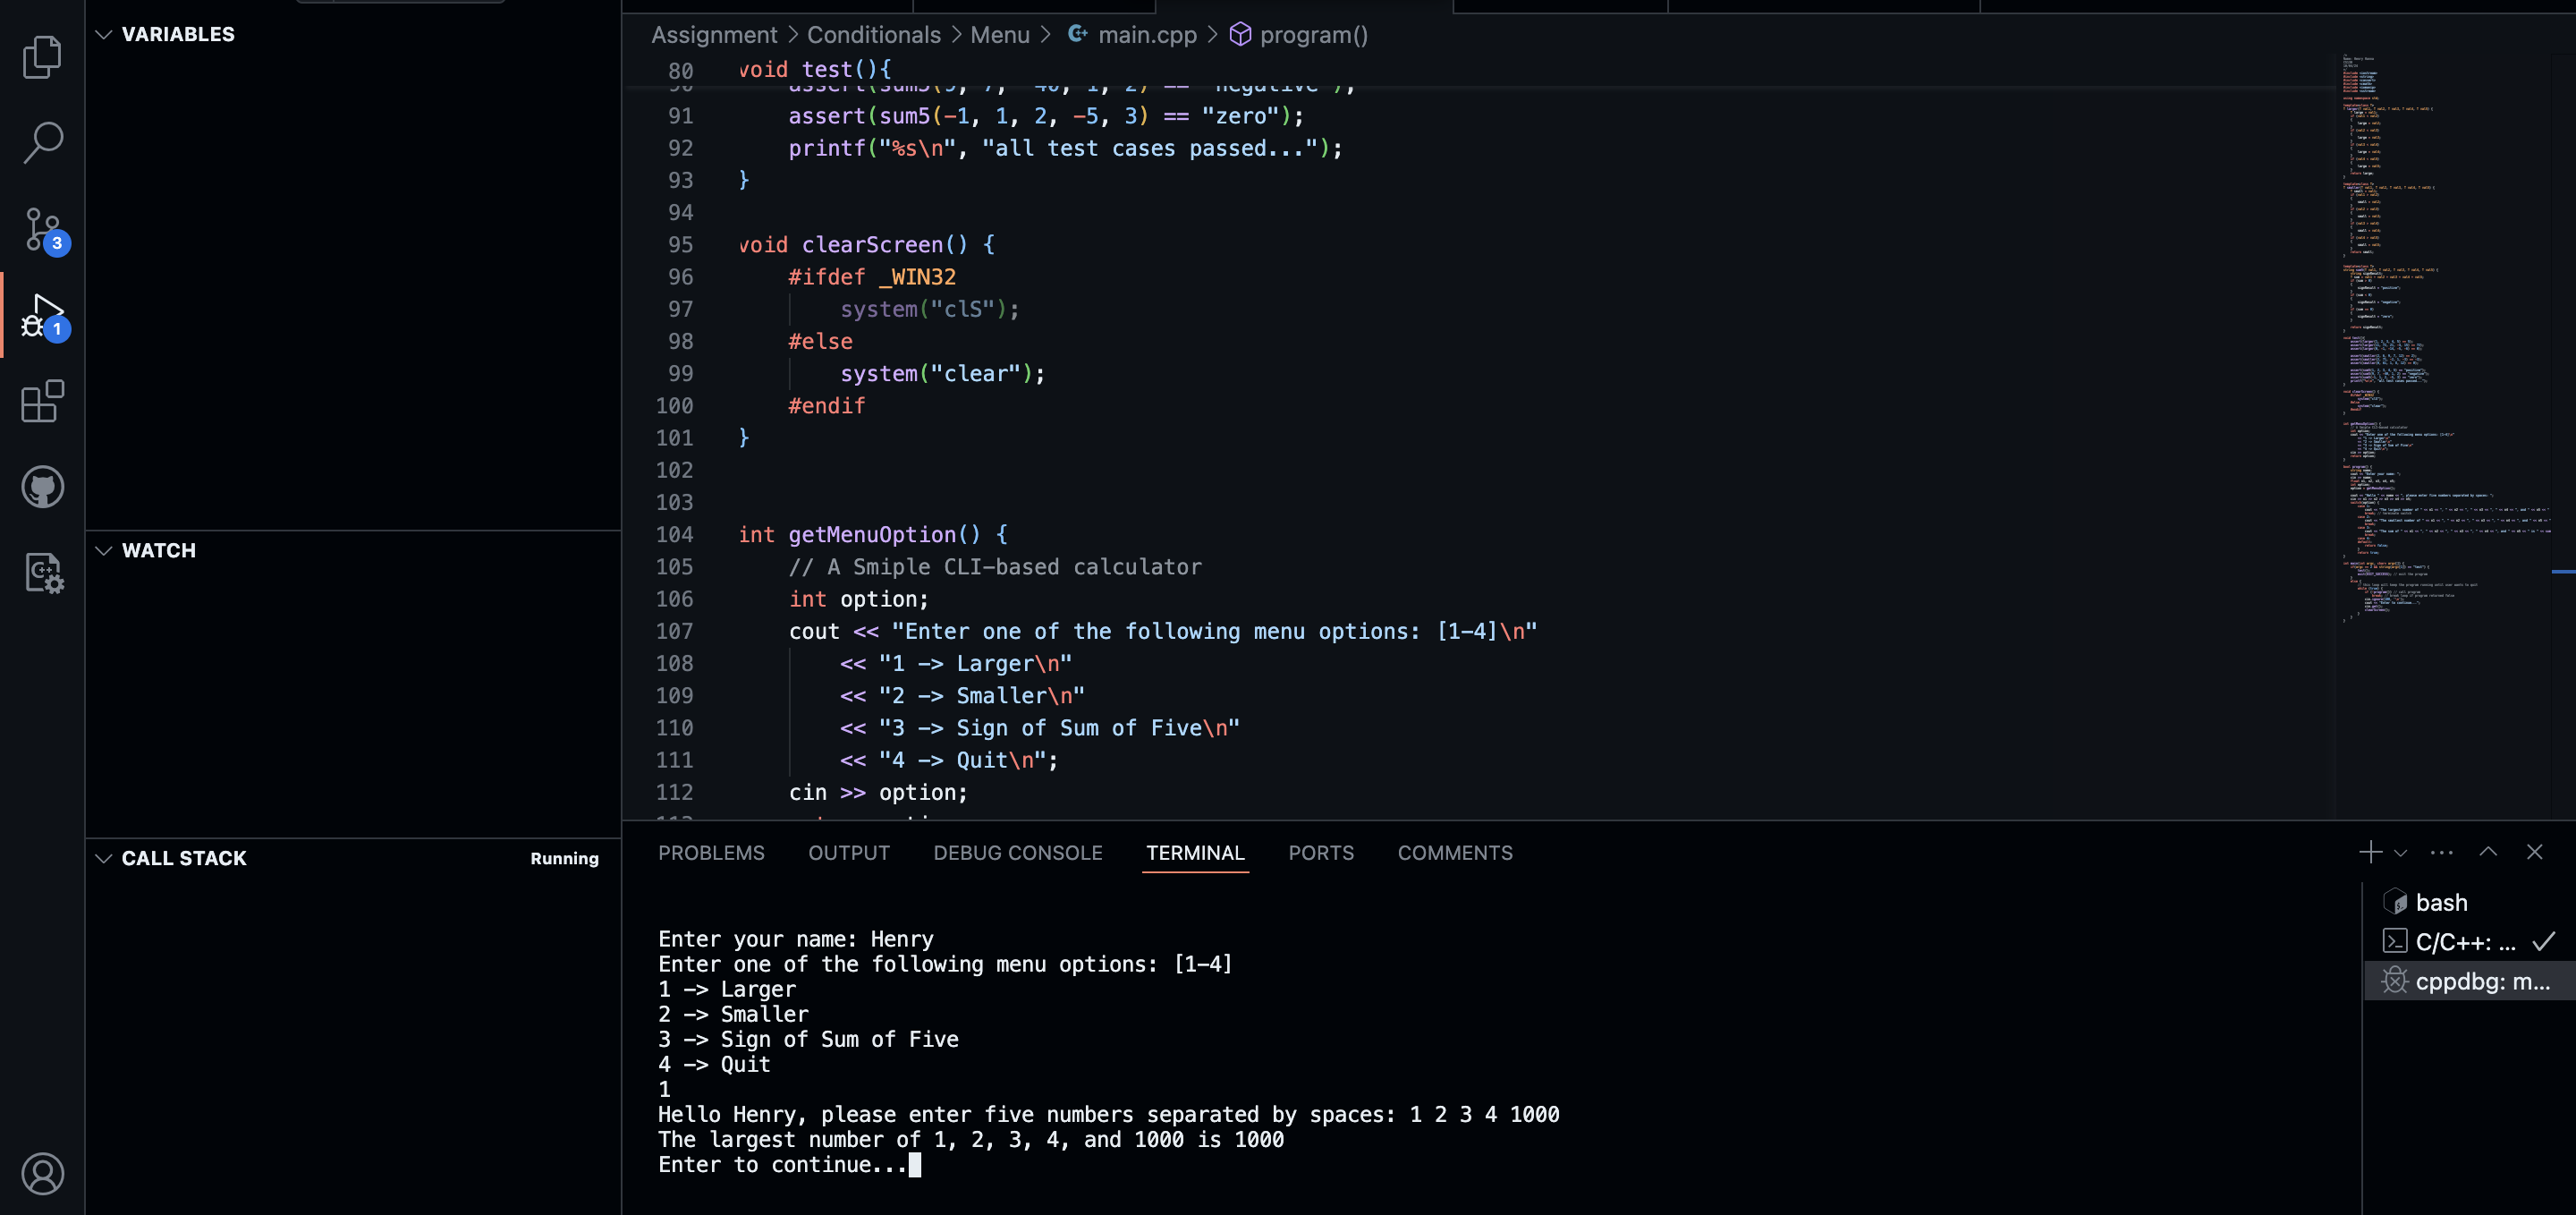 VARIABLES
WATCH
CALL STACK
Running
3
1
Assignment > Conditionals > Menu > main.cpp > program()
80 void test(){
90 assert(sum5(9, 7, -40, 1, 2) == "negative");
91 assert(sum5(-1, 1, 2, -5, 3) == "zero");
92 printf("%s\n", "all test cases passed...");
93 }
94
95 void clearScreen() {
96 #ifdef _WIN32
97 system("clS");
98 #else
99 system("clear");
100 #endif
101 }
102
103
104 int getMenuOption() {
105 // A Smiple CLI-based calculator
106 int option;
107 cout << "Enter one of the following menu options: [1-4]\n"
108 << "1 -> Larger\n"
109 << "2 -> Smaller\n"
110 << "3 -> Sign of Sum of Five\n"
111 << "4 -> Quit\n";
112 cin >> option;
PROBLEMS OUTPUT DEBUG CONSOLE TERMINAL PORTS COMMENTS
Enter your name: Henry
Enter one of the following menu options: [1-4]
1 -> Larger
2 -> Smaller
3 -> Sign of Sum of Five
4 -> Quit
1
Hello Henry, please enter five numbers separated by spaces: 1 2 3 4 1000
The largest number of 1, 2, 3, 4, and 1000 is 1000
Enter to continue...
bash
C/C++: ...
cppdbg: m...